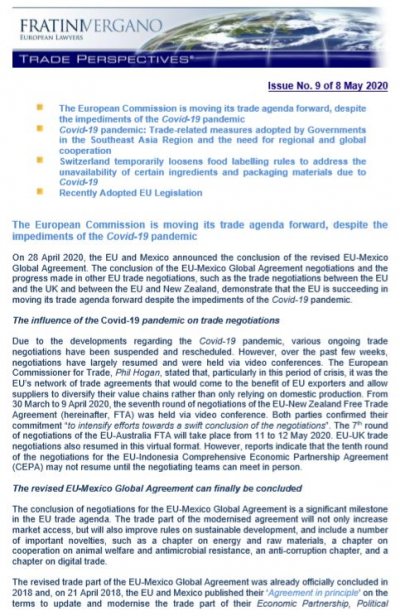 FRATINIVERGANO
EUROPEAN LAWYERS
TRADE PERSPECTIVES®
Issue No. 9 of 8 May 2020
The European Commission is moving its trade agenda forward, despite
the impediments of the Covid-19 pandemic
Covid-19 pandemic: Trade-related measures adopted by Governments
in the Southeast Asia Region and the need for regional and global
cooperation
Switzerland temporarily loosens food labelling rules to address the
unavailability of certain ingredients and packaging materials due to
Covid-19
Recently Adopted EU Legislation
The European Commission is moving its trade agenda forward, despite the
impediments of the Covid-19 pandemic
On 28 April 2020, the EU and Mexico announced the conclusion of the revised EU-Mexico
Global Agreement. The conclusion of the EU-Mexico Global Agreement negotiations and the
progress made in other EU trade negotiations, such as the trade negotiations between the EU
and the UK and between the EU and New Zealand, demonstrate that the EU is succeeding in
moving its trade agenda forward despite the impediments of the Covid-19 pandemic.
The influence of the Covid-19 pandemic on trade negotiations
Due to the developments regarding the Covid-19 pandemic, various ongoing trade
negotiations have been suspended and rescheduled. However, over the past few weeks,
negotiations have largely resumed and were held via video conferences. The European
Commissioner for Trade, Phil Hogan, stated that, particularly in this period of crisis, it was the
EU's network of trade agreements that would come to the benefit of EU exporters and allow
suppliers to diversify their value chains rather than only relying on domestic production. From
30 March to 9 April 2020, the seventh round of negotiations of the EU-New Zealand Free Trade
Agreement (hereinafter, FTA) was held via video conference. Both parties confirmed their
commitment “to intensify efforts towards a swift conclusion of the negotiations”. The 7th round
of negotiations of the EU-Australia FTA will take place from 11 to 12 May 2020. EU-UK trade
negotiations also resumed in this virtual format. However, reports indicate that the tenth round
of the negotiations for the EU-Indonesia Comprehensive Economic Partnership Agreement
(CEPA) may not resume until the negotiating teams can meet in person.
The revised EU-Mexico Global Agreement can finally be concluded
The conclusion of negotiations for the EU-Mexico Global Agreement is a significant milestone
in the EU trade agenda. The trade part of the modernised agreement will not only increase
market access, but will also improve rules on sustainable development, and include a number
of important novelties, such as a chapter on energy and raw materials, a chapter on
cooperation on animal welfare and antimicrobial resistance, an anti-corruption chapter, and a
chapter on digital trade.
The revised trade part of the EU-Mexico Global Agreement was already officially concluded in
2018 and, on 21 April 2018, the EU and Mexico published their ‘Agreement in principle’ on the
terms to update and modernise the trade part of their Economic Partnership, Political